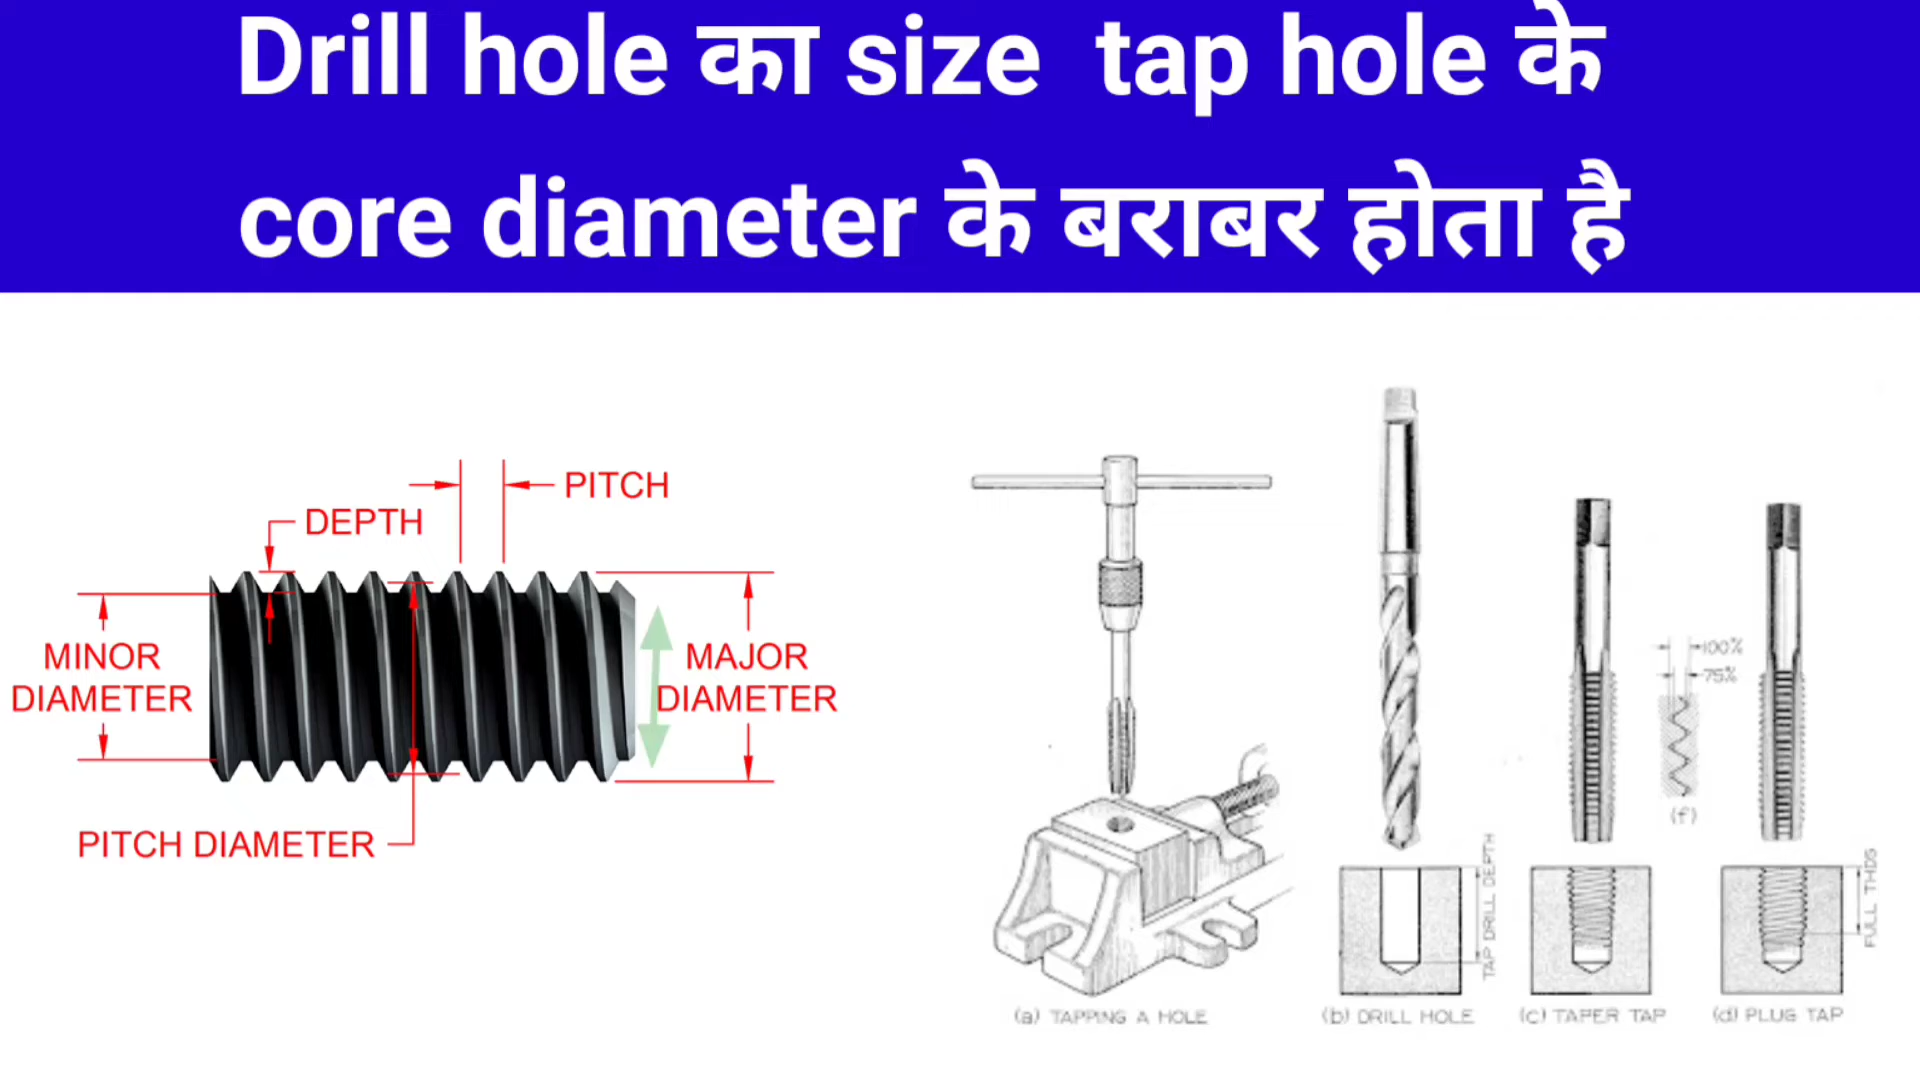 Drill hole का size tap hole के
core diameter के बराबर होता है
PITCH
DEPTH
MINOR
DIAMETER
MAJOR
DIAMETER
PITCH DIAMETER
100%
75%
(f)
TAP DRILL DEPTH
FULL THDS
(a) TAPPING A HOLE
(b) DRILL HOLE
(c) TAPER TAP
(d) PLUG TAP